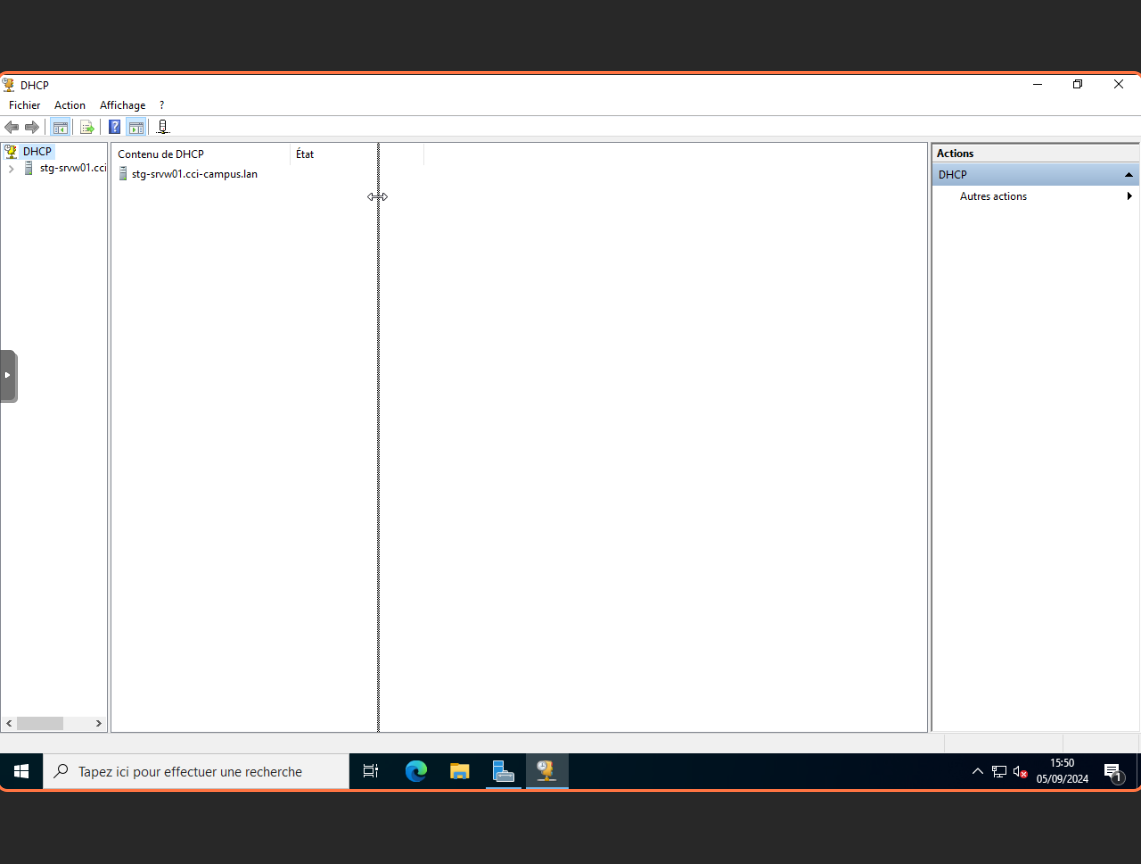 DHCP
Fichier Action Affichage ?
DHCP
stg-srvw01.cci
Contenu de DHCP État
stg-srvw01.cci-campus.lan
Actions
DHCP
Autres actions
Tapez ici pour effectuer une recherche
15:50
05/09/2024
1